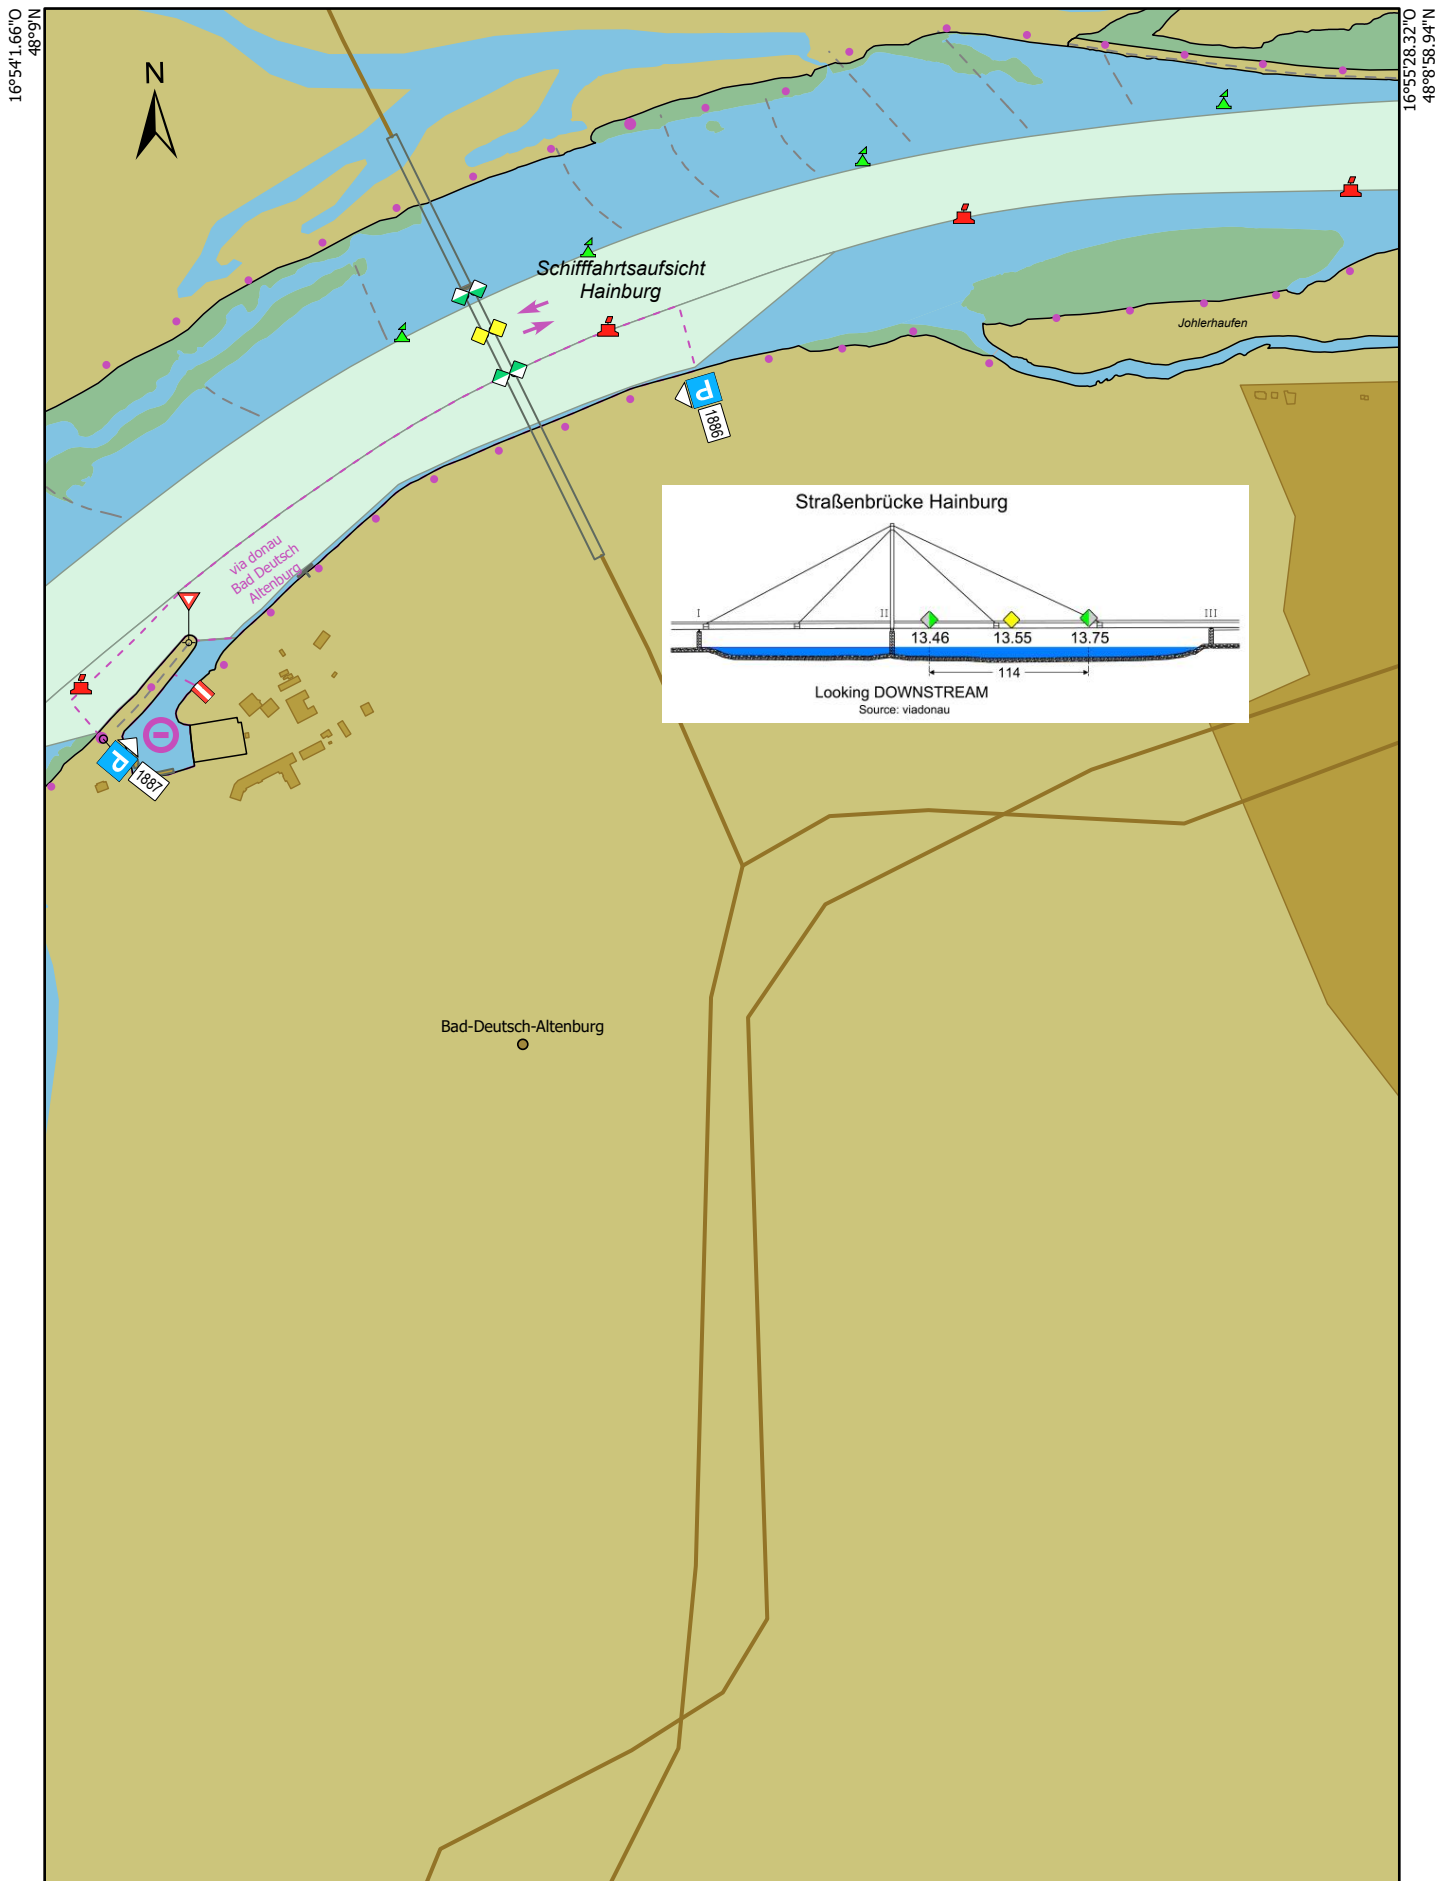 16°54'41.66"O
48°9'N
16°55'28.32"O
48°8'58.94"N
N
Schifffahrtsaufsicht
Hainburg
Johlerhaufen
P
1886
via donau
Bad Deutsch
Altenburg
P
1887
Straßenbrücke Hainburg
I
II
III
13.46
13.55
13.75
114
Looking DOWNSTREAM
Source: viadonau
Bad-Deutsch-Altenburg